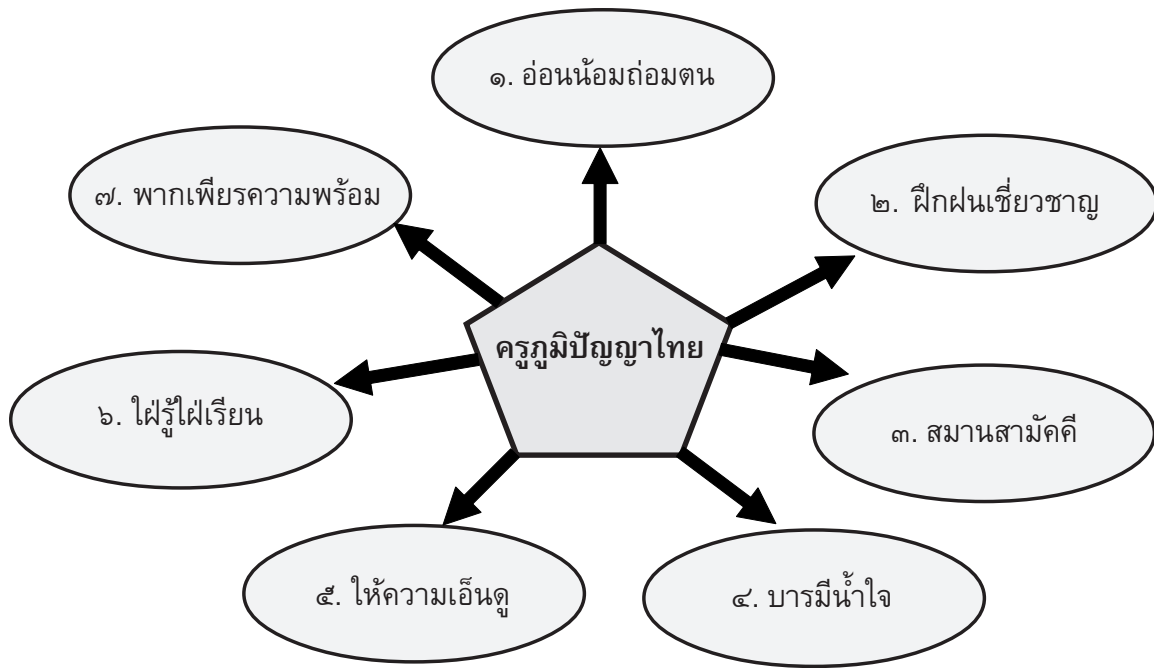 ๑. อ่อนน้อมถ่อมตน
๒. ฝึกฝนเชี่ยวชาญ
๓. สมานสามัคคี
๔. บารมีน้ำใจ
๕. ให้ความเอ็นดู
๖. ใฝ่รู้ใฝ่เรียน
๗. พากเพียรความพร้อม
ครูภูมิปัญญาไทย